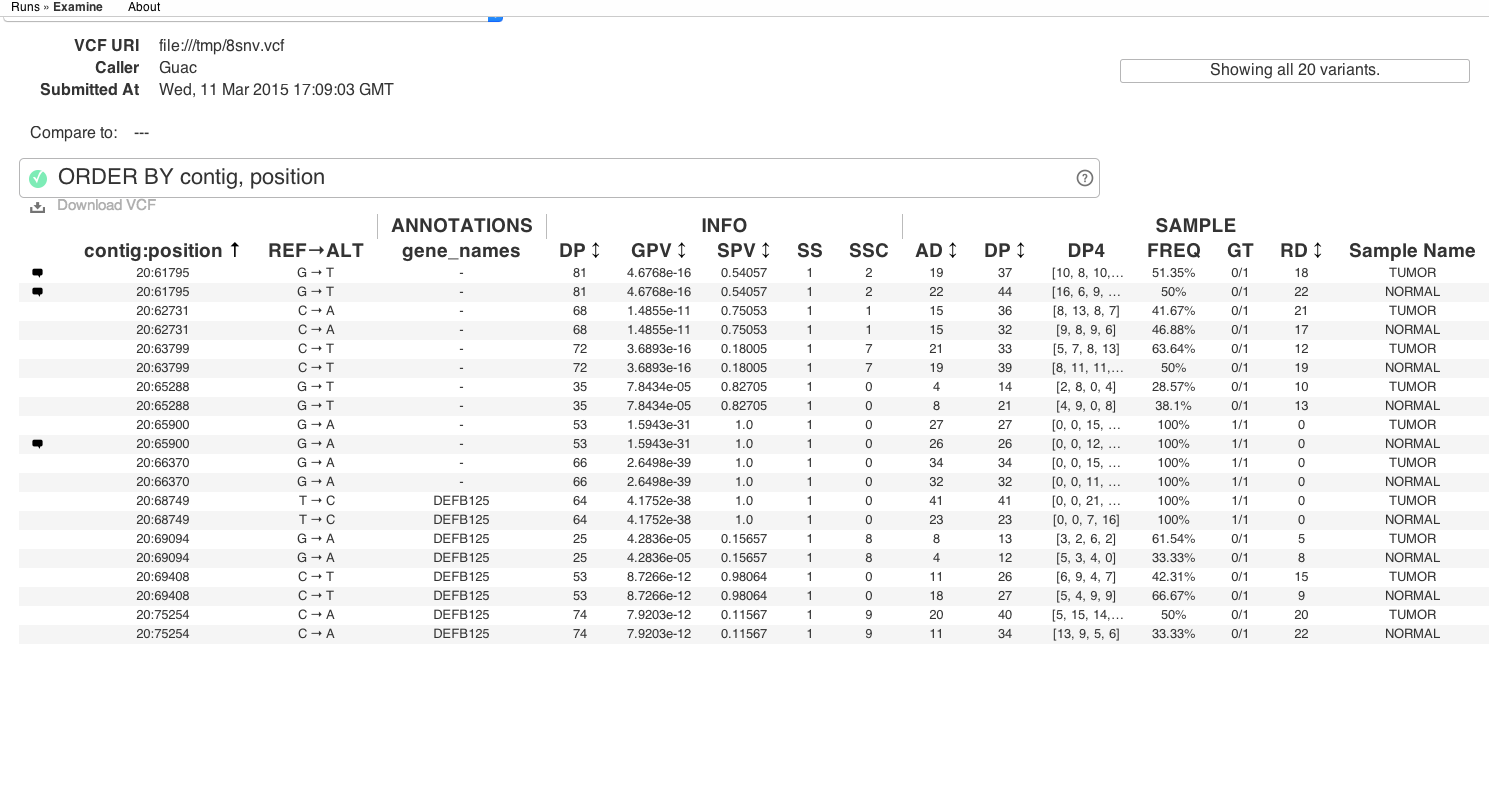 Runs » Examine About
VCF URI file:///tmp/8snv.vcf
Caller Guac
Submitted At Wed, 11 Mar 2015 17:09:03 GMT
Showing all 20 variants.
Compare to: ---
ORDER BY contig, position
Download VCF
ANNOTATIONS INFO SAMPLE
contig:position ↑ REF→ALT gene_names DP ↕ GPV ↕ SPV ↕ SS SSC AD ↕ DP ↕ DP4 FREQ GT RD ↕ Sample Name
20:61795 G→T - 81 4.6768e-16 0.54057 1 2 19 37 [10, 8, 10,... 51.35% 0/1 18 TUMOR
20:61795 G→T - 81 4.6768e-16 0.54057 1 2 22 44 [16, 6, 9, ... 50% 0/1 22 NORMAL
20:62731 C→A - 68 1.4855e-11 0.75053 1 1 15 36 [8, 13, 8, 7] 41.67% 0/1 21 TUMOR
20:62731 C→A - 68 1.4855e-11 0.75053 1 1 15 32 [9, 8, 9, 6] 46.88% 0/1 17 NORMAL
20:63799 C→T - 72 3.6893e-16 0.18005 1 7 21 33 [5, 7, 8, 13] 63.64% 0/1 12 TUMOR
20:63799 C→T - 72 3.6893e-16 0.18005 1 7 19 39 [8, 11, 11,... 50% 0/1 19 NORMAL
20:65288 G→T - 35 7.8434e-05 0.82705 1 0 4 14 [2, 8, 0, 4] 28.57% 0/1 10 TUMOR
20:65288 G→T - 35 7.8434e-05 0.82705 1 0 8 21 [4, 9, 0, 8] 38.1% 0/1 13 NORMAL
20:65900 G→A - 53 1.5943e-31 1.0 1 0 27 27 [0, 0, 15, ... 100% 1/1 0 TUMOR
20:65900 G→A - 53 1.5943e-31 1.0 1 0 26 26 [0, 0, 12, ... 100% 1/1 0 NORMAL
20:66370 G→A - 66 2.6498e-39 1.0 1 0 34 34 [0, 0, 15, ... 100% 1/1 0 TUMOR
20:66370 G→A - 66 2.6498e-39 1.0 1 0 32 32 [0, 0, 11, ... 100% 1/1 0 NORMAL
20:68749 T→C DEFB125 64 4.1752e-38 1.0 1 0 41 41 [0, 0, 21, ... 100% 1/1 0 TUMOR
20:68749 T→C DEFB125 64 4.1752e-38 1.0 1 0 23 23 [0, 0, 7, 16] 100% 1/1 0 NORMAL
20:69094 G→A DEFB125 25 4.2836e-05 0.15657 1 8 8 13 [3, 2, 6, 2] 61.54% 0/1 5 TUMOR
20:69094 G→A DEFB125 25 4.2836e-05 0.15657 1 8 4 12 [5, 3, 4, 0] 33.33% 0/1 8 NORMAL
20:69408 C→T DEFB125 53 8.7266e-12 0.98064 1 0 11 26 [6, 9, 4, 7] 42.31% 0/1 15 TUMOR
20:69408 C→T DEFB125 53 8.7266e-12 0.98064 1 0 18 27 [5, 4, 9, 9] 66.67% 0/1 9 NORMAL
20:75254 C→A DEFB125 74 7.9203e-12 0.11567 1 9 20 40 [5, 15, 14,... 50% 0/1 20 TUMOR
20:75254 C→A DEFB125 74 7.9203e-12 0.11567 1 9 11 34 [13, 9, 5, 6] 33.33% 0/1 22 NORMAL